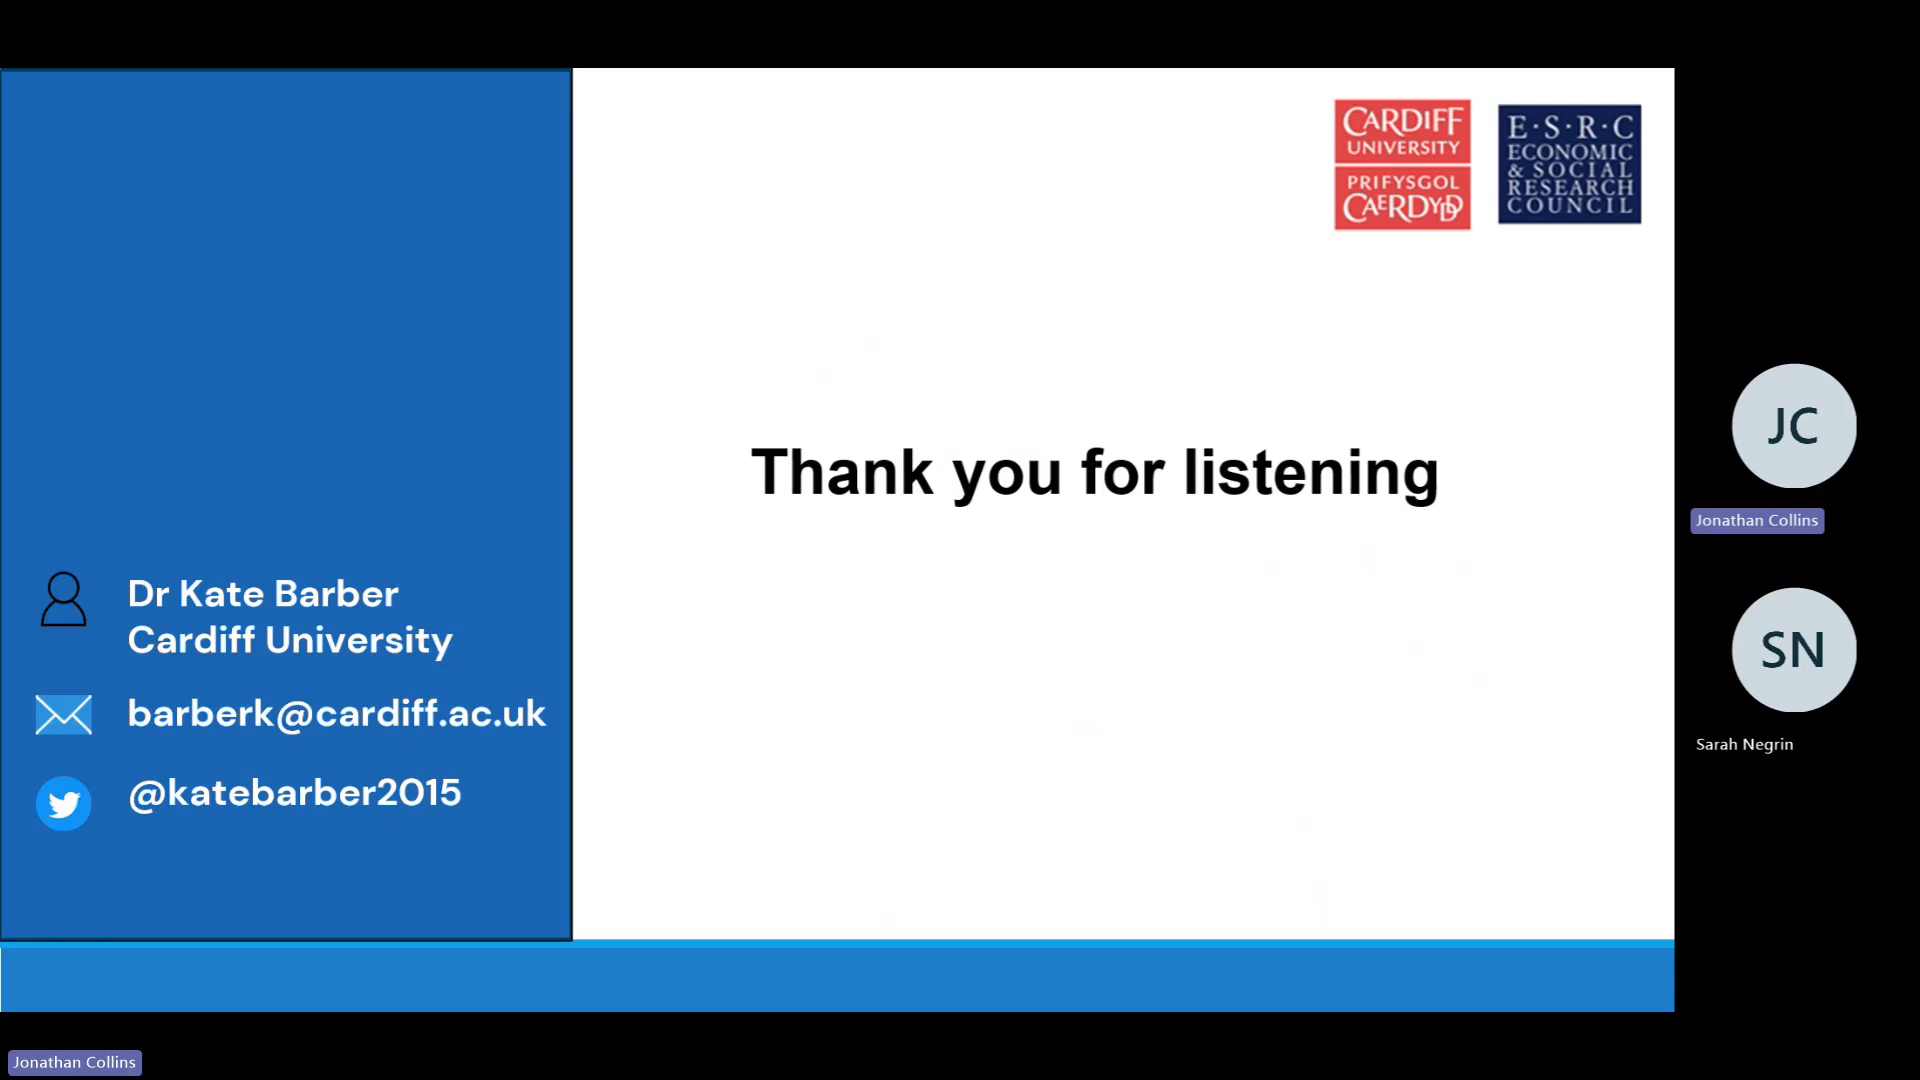 CARDIFF
UNIVERSITY
PRIFYSGOL
CAERDYDD
E·S·R·C
ECONOMIC
& SOCIAL
RESEARCH
COUNCIL
Thank you for listening
Dr Kate Barber
Cardiff University
barberk@cardiff.ac.uk
@katebarber2015
JC
Jonathan Collins
SN
Sarah Negrin
Jonathan Collins